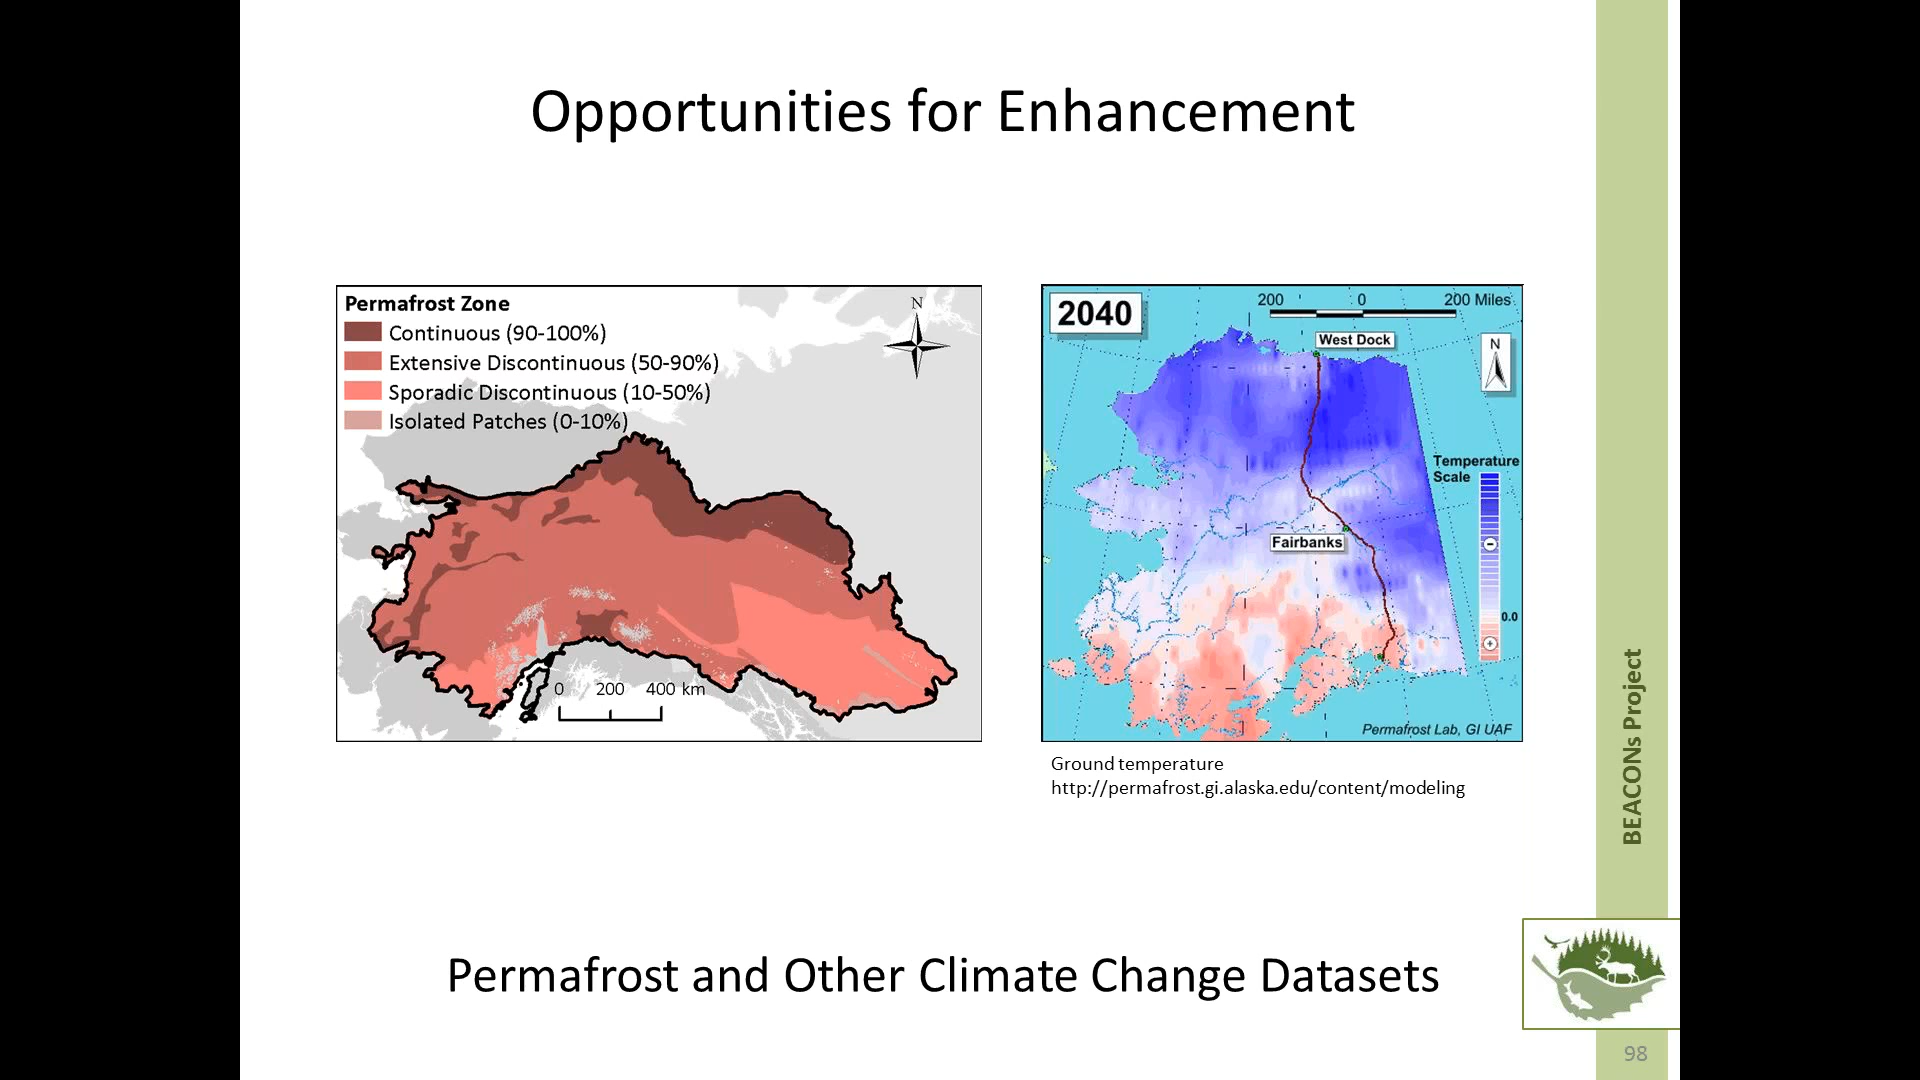 Opportunities for Enhancement
Permafrost Zone
Continuous (90-100%)
Extensive Discontinuous (50-90%)
Sporadic Discontinuous (10-50%)
Isolated Patches (0-10%)
N
0 200 400 km
2040
200 0 200 Miles
West Dock
N
Temperature
Scale
Fairbanks
0.0
Permafrost Lab, GI UAF
Ground temperature
http://permafrost.gi.alaska.edu/content/modeling
BEACONs Project
Permafrost and Other Climate Change Datasets
98